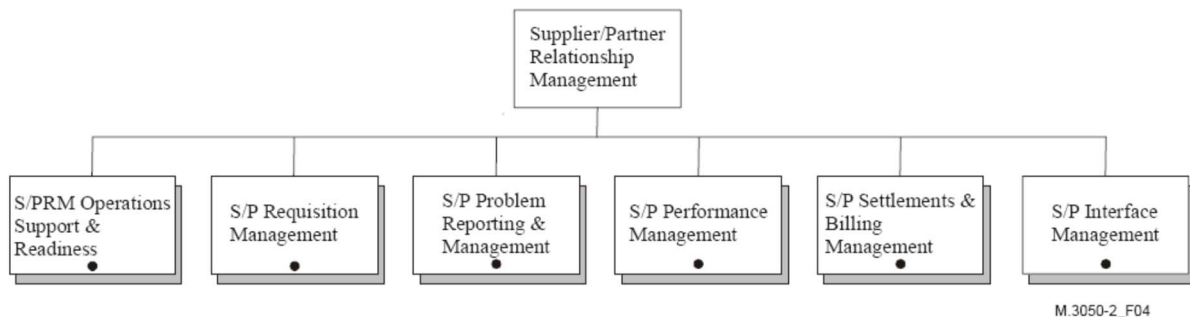 Supplier/Partner
Relationship
Management
S/PRM Operations
Support &
Readiness
S/P Requisition
Management
S/P Problem
Reporting &
Management
S/P Performance
Management
S/P Settlements &
Billing
Management
S/P Interface
Management
M.3050-2_F04